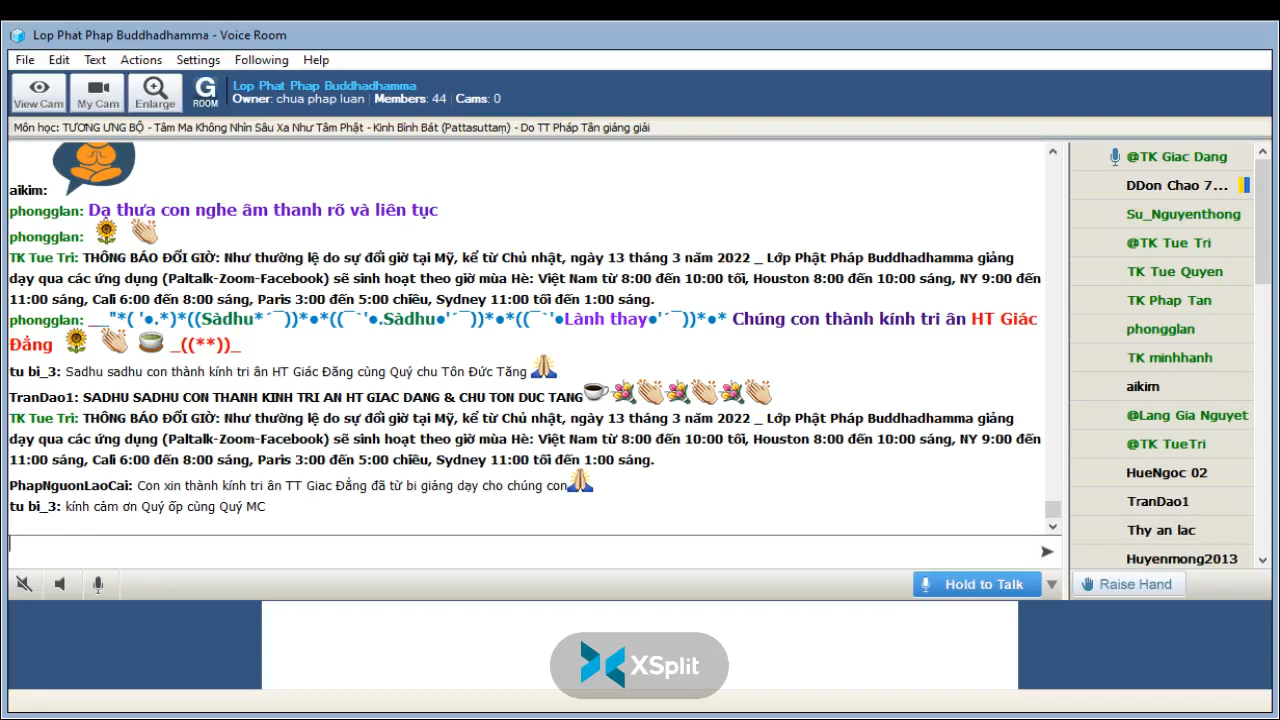 Lop Phat Phap Buddhadhamma - Voice Room
File Edit Text Actions Settings Following Help
View Cam My Cam Enlarge G ROOM
Lop Phat Phap Buddhadhamma
Owner: chua phap luan | Members: 44 | Cams: 0
Môn học: TƯƠNG ƯNG BỘ - Tâm Ma Không Nhìn Sâu Xa Như Tâm Phật - Kinh Bình Bát (Pattasuttaṃ) - Do TT Pháp Tân giảng giải
aikim:
phongglan: Dạ thưa con nghe âm thanh rõ và liên tục
phongglan:
TK Tue Tri: THÔNG BÁO ĐỔI GIỜ: Như thường lệ do sự đổi giờ tại Mỹ, kể từ Chủ nhật, ngày 13 tháng 3 năm 2022 _ Lớp Phật Pháp Buddhadhamma giảng
dạy qua các ứng dụng (Paltalk-Zoom-Facebook) sẽ sinh hoạt theo giờ mùa Hè: Việt Nam từ 8:00 đến 10:00 tối, Houston 8:00 đến 10:00 sáng, NY 9:00 đến
11:00 sáng, Cali 6:00 đến 8:00 sáng, Paris 3:00 đến 5:00 chiều, Sydney 11:00 tối đến 1:00 sáng.
phongglan: __"*( '●.*)*((Sàdhu*´¯))*●*((¯`'●.Sàdhu●'´¯))*●*((¯`'●Lành thay●'´¯))*●* Chúng con thành kính tri ân HT Giác
Đẳng _((**))_
tu bi_3: Sadhu sadhu con thành kính tri ân HT Giác Đăng cùng Quý chu Tôn Đức Tăng
TranDao1: SADHU SADHU CON THANH KINH TRI AN HT GIAC DANG & CHU TON DUC TANG
TK Tue Tri: THÔNG BÁO ĐỔI GIỜ: Như thường lệ do sự đổi giờ tại Mỹ, kể từ Chủ nhật, ngày 13 tháng 3 năm 2022 _ Lớp Phật Pháp Buddhadhamma giảng
dạy qua các ứng dụng (Paltalk-Zoom-Facebook) sẽ sinh hoạt theo giờ mùa Hè: Việt Nam từ 8:00 đến 10:00 tối, Houston 8:00 đến 10:00 sáng, NY 9:00 đến
11:00 sáng, Cali 6:00 đến 8:00 sáng, Paris 3:00 đến 5:00 chiều, Sydney 11:00 tối đến 1:00 sáng.
PhapNguonLaoCai: Con xin thành kính tri ân TT Giac Đẳng đã từ bi giảng dạy cho chúng con
tu bi_3: kính cảm ơn Quý ốp cùng Quý MC
@TK Giac Dang
DDon Chao 7...
Su_Nguyenthong
@TK Tue Tri
TK Tue Quyen
TK Phap Tan
phongglan
TK minhhanh
aikim
@Lang Gia Nguyet
@TK TueTri
HueNgoc 02
TranDao1
Thy an lac
Huyenmong2013
Hold to Talk
Raise Hand
XSplit